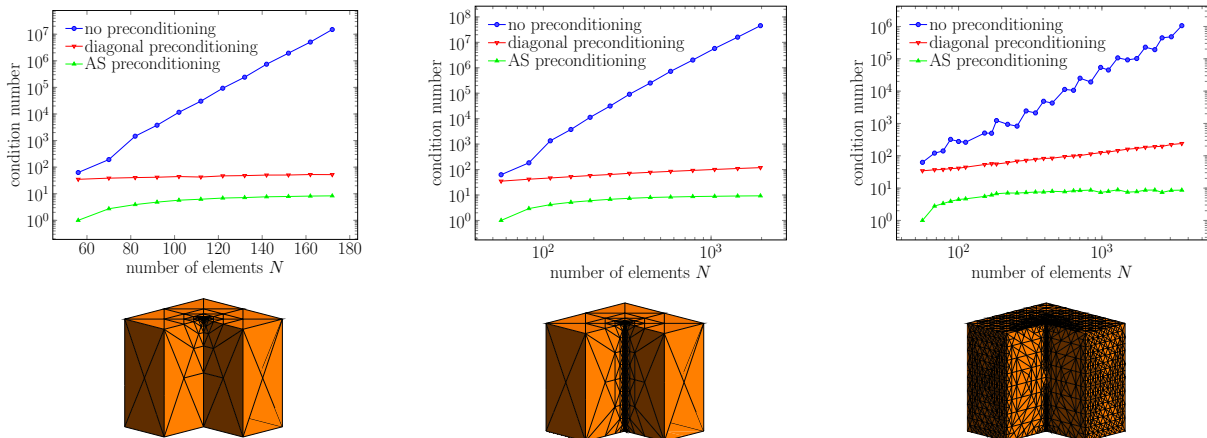 10^7
10^6
10^5
10^4
10^3
10^2
10^1
10^0
condition number
no preconditioning
diagonal preconditioning
AS preconditioning
60 80 100 120 140 160 180
number of elements N
10^8
10^7
10^6
10^5
10^4
10^3
10^2
10^1
10^0
condition number
no preconditioning
diagonal preconditioning
AS preconditioning
10^2 10^3
number of elements N
10^6
10^5
10^4
10^3
10^2
10^1
10^0
condition number
no preconditioning
diagonal preconditioning
AS preconditioning
10^2 10^3
number of elements N